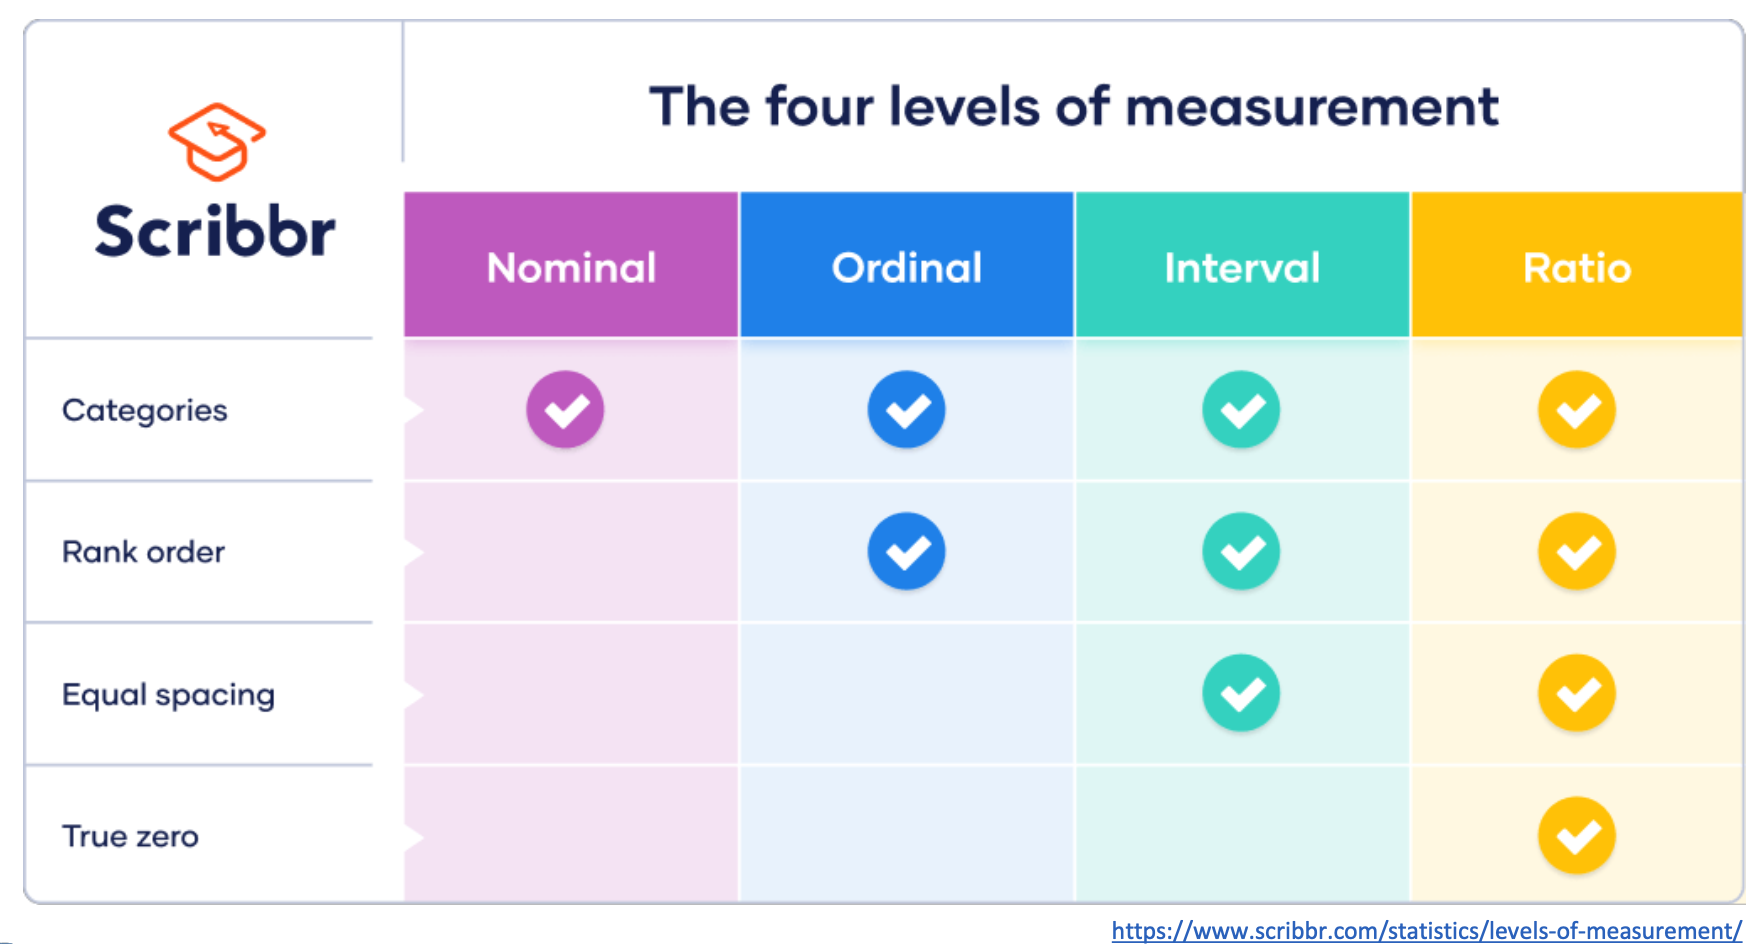 The four levels of measurement
Scribbr
Nominal
Ordinal
Interval
Ratio
Categories
Rank order
Equal spacing
True zero
https://www.scribbr.com/statistics/levels-of-measurement/